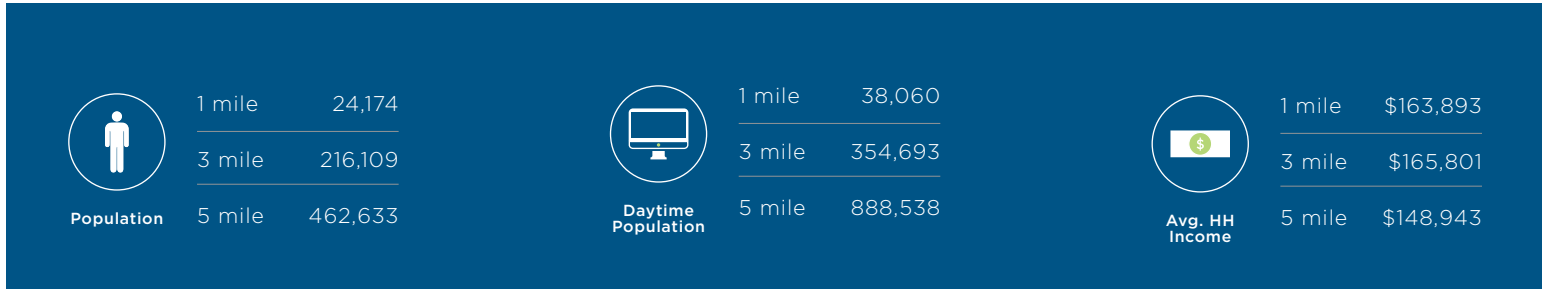 1 mile 24,174
3 mile 216,109
5 mile 462,633
Population
1 mile 38,060
3 mile 354,693
5 mile 888,538
Daytime
Population
$
1 mile $163,893
3 mile $165,801
5 mile $148,943
Avg. HH
Income